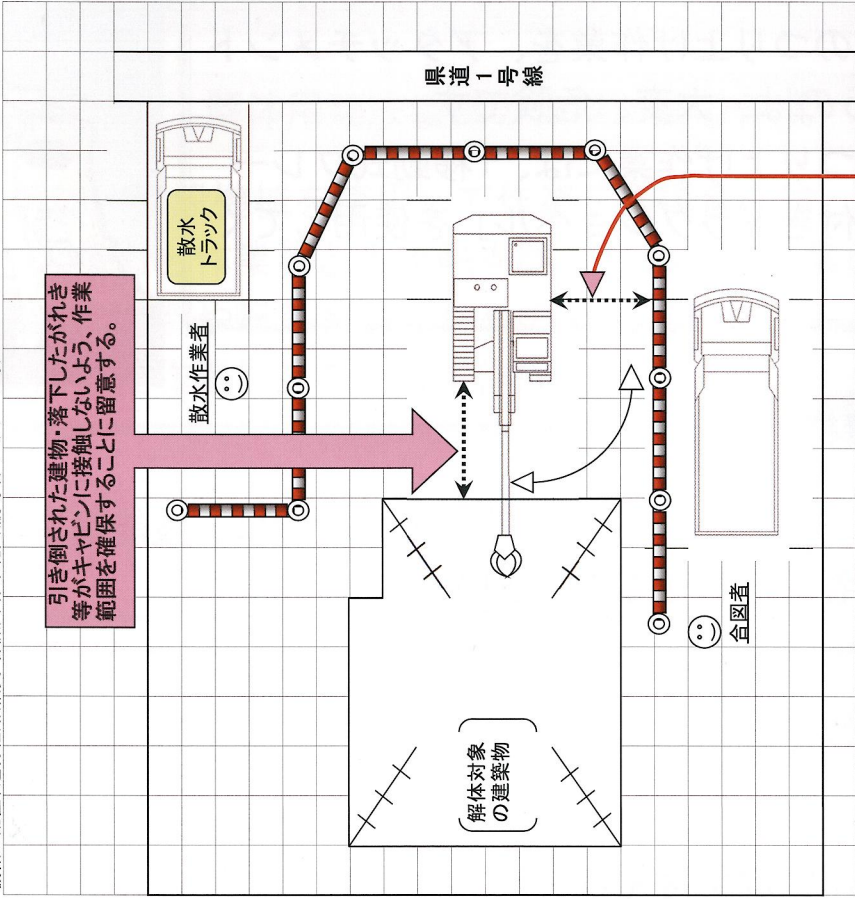 県道1号線
散水
トラック
引き倒された建物・落下したがれき
等がキャビンに接触しないよう、作業
範囲を確保することに留意する。
散水作業者
合図者
解体対象
の建築物